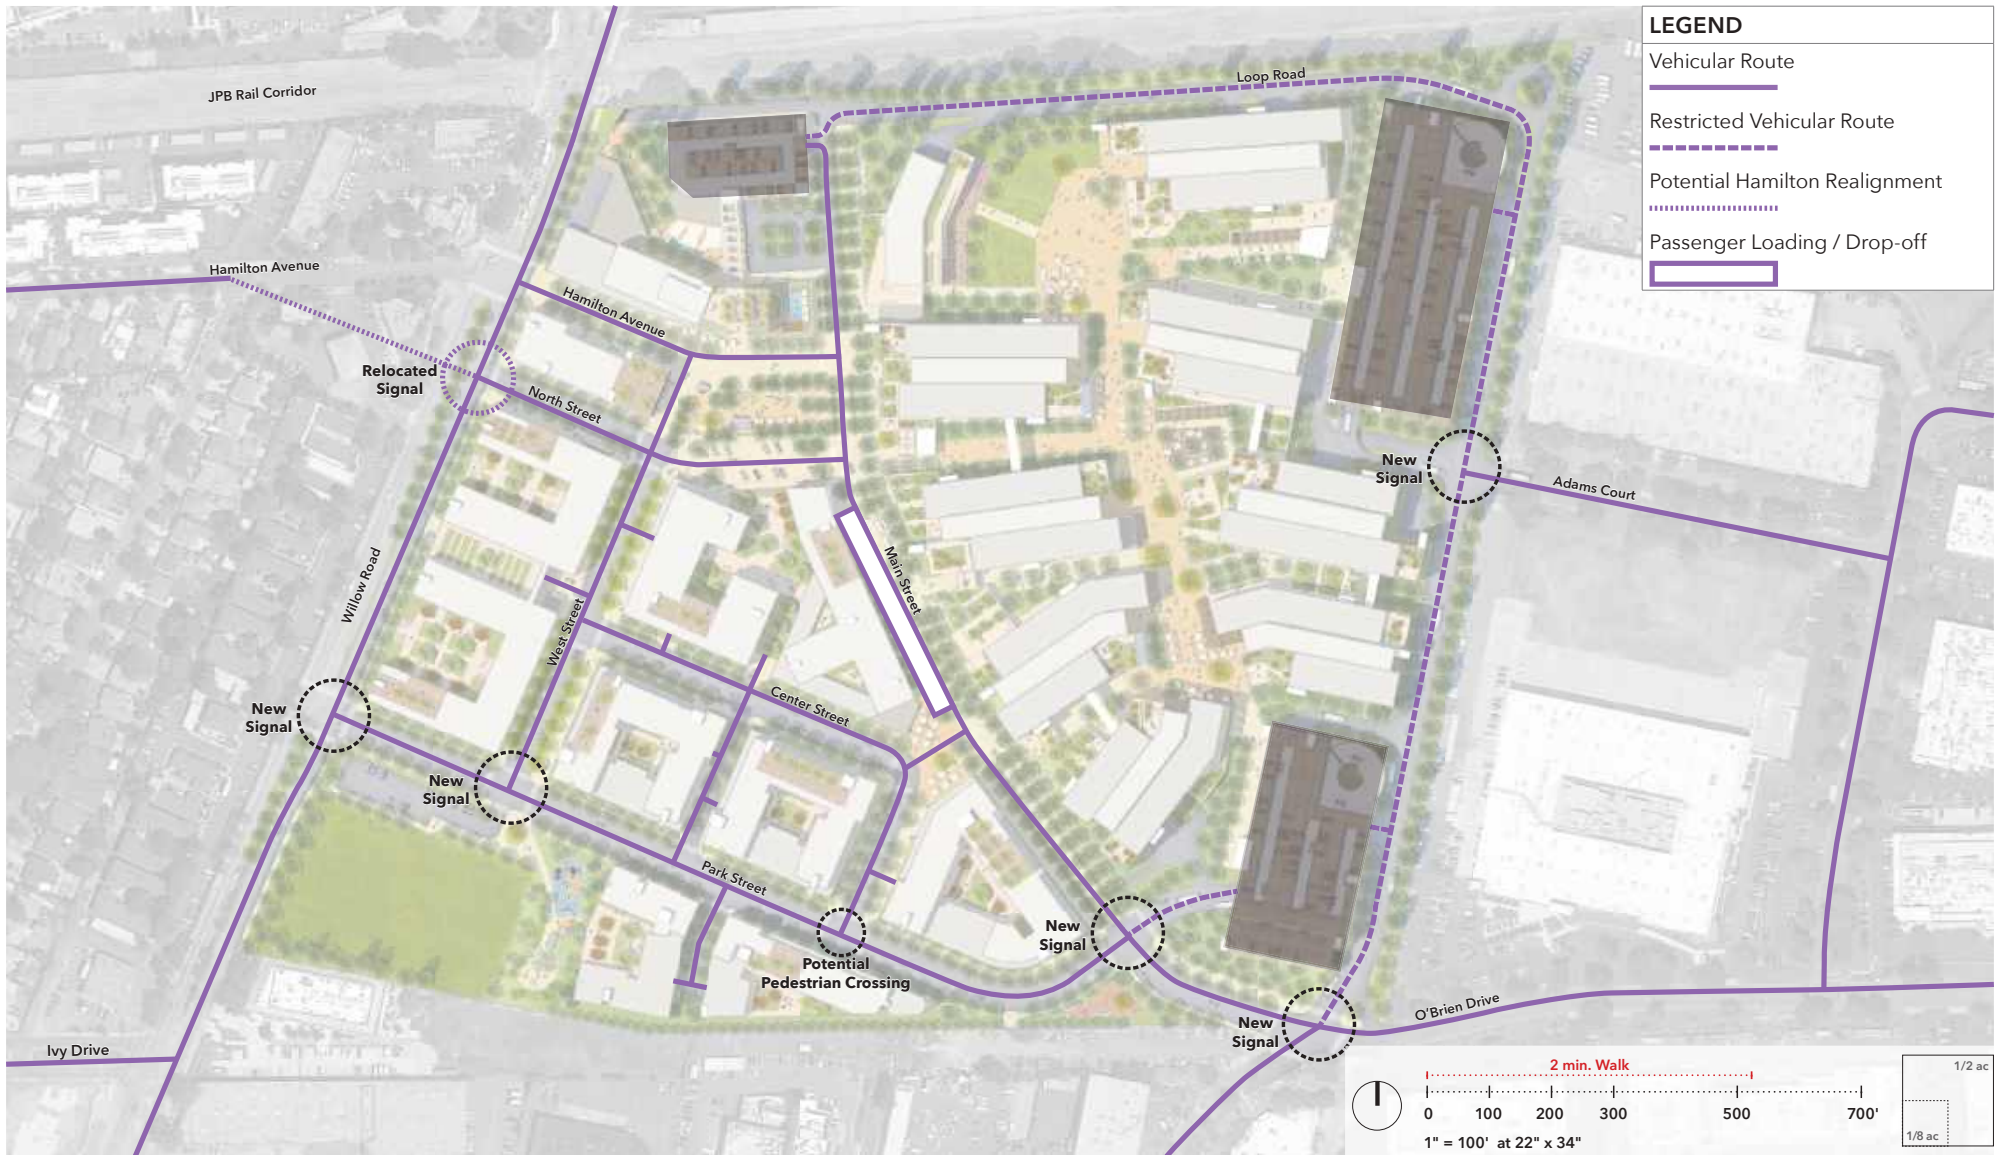 LEGEND
Vehicular Route
Restricted Vehicular Route
Potential Hamilton Realignment
Passenger Loading / Drop-off
JPB Rail Corridor
Loop Road
Hamilton Avenue
Hamilton Avenue
Relocated
Signal
North Street
New
Signal
Adams Court
Willow Road
Main Street
West Street
New
Signal
Center Street
New
Signal
Park Street
New
Signal
Potential
Pedestrian Crossing
New
Signal
O'Brien Drive
Ivy Drive
2 min. Walk
0 100 200 300 500 700'
1" = 100' at 22" x 34"
1/2 ac
1/8 ac